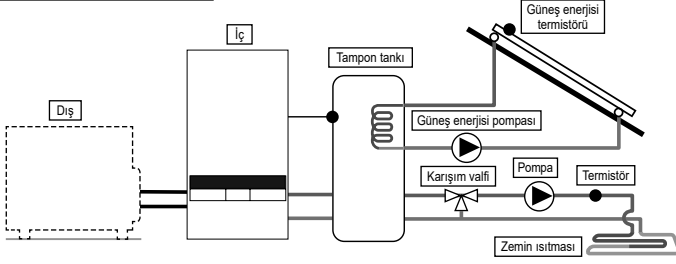 Güneş enerjisi
termistörü
İç
Tampon tankı
Dış
Güneş enerjisi pompası
Karışım valfi
Pompa
Termistör
Zemin ısıtması